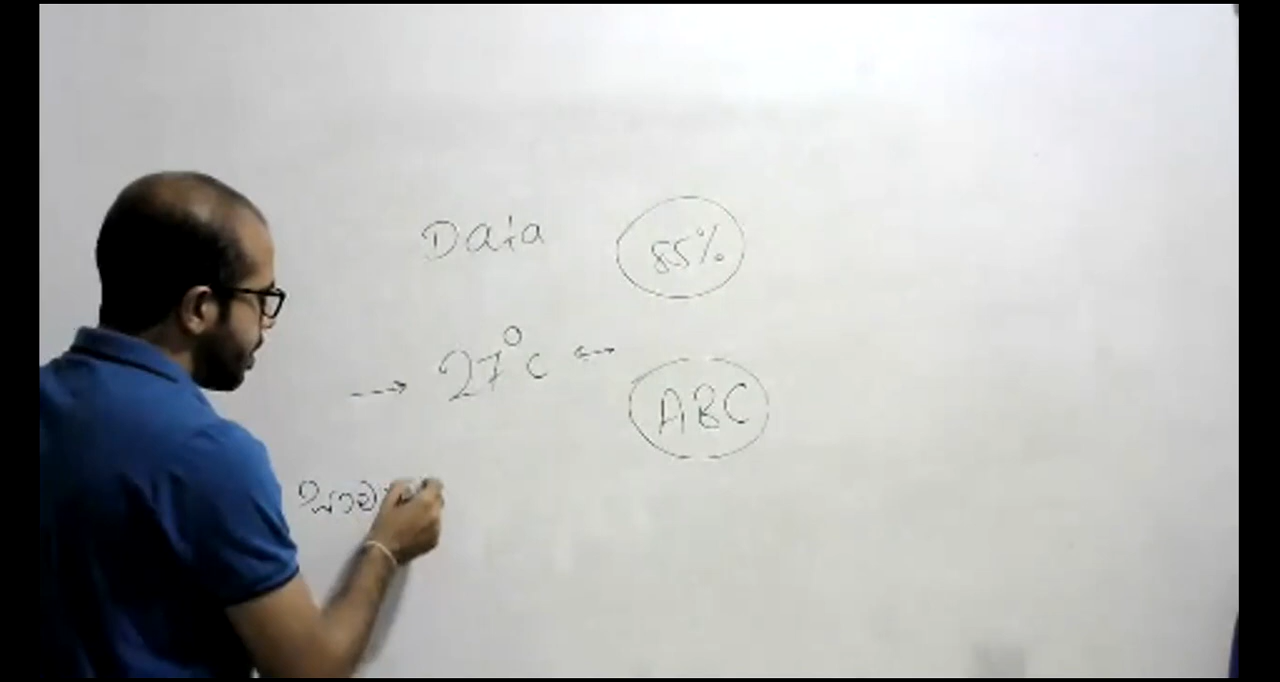 Data 85%
→ 27°c ←
ABC